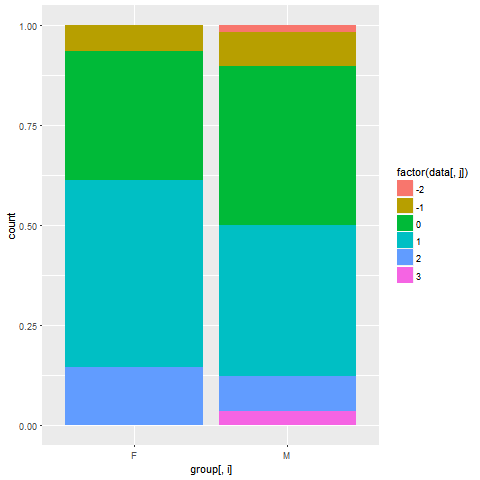 1.00
0.75
0.50
0.25
0.00
count
F M
group[, i]
factor(data[, j])
-2
-1
0
1
2
3